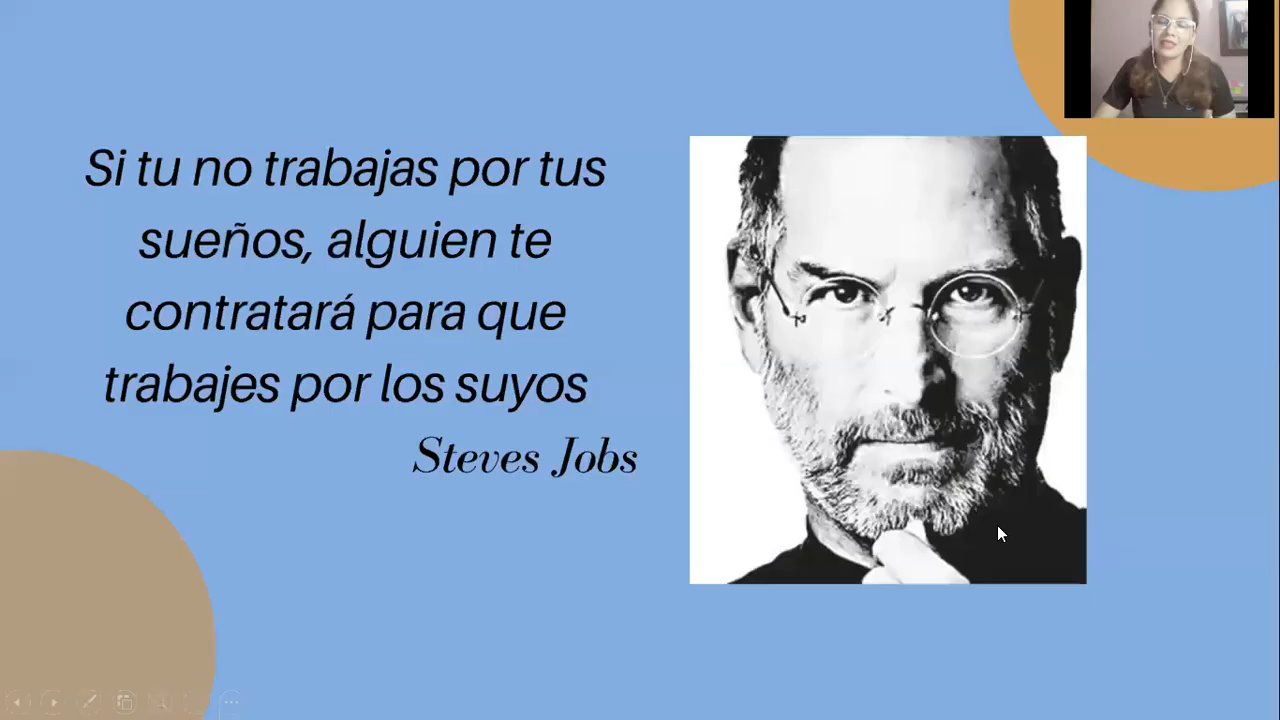 Si tu no trabajas por tus
sueños, alguien te
contratará para que
trabajes por los suyos
Steves Jobs